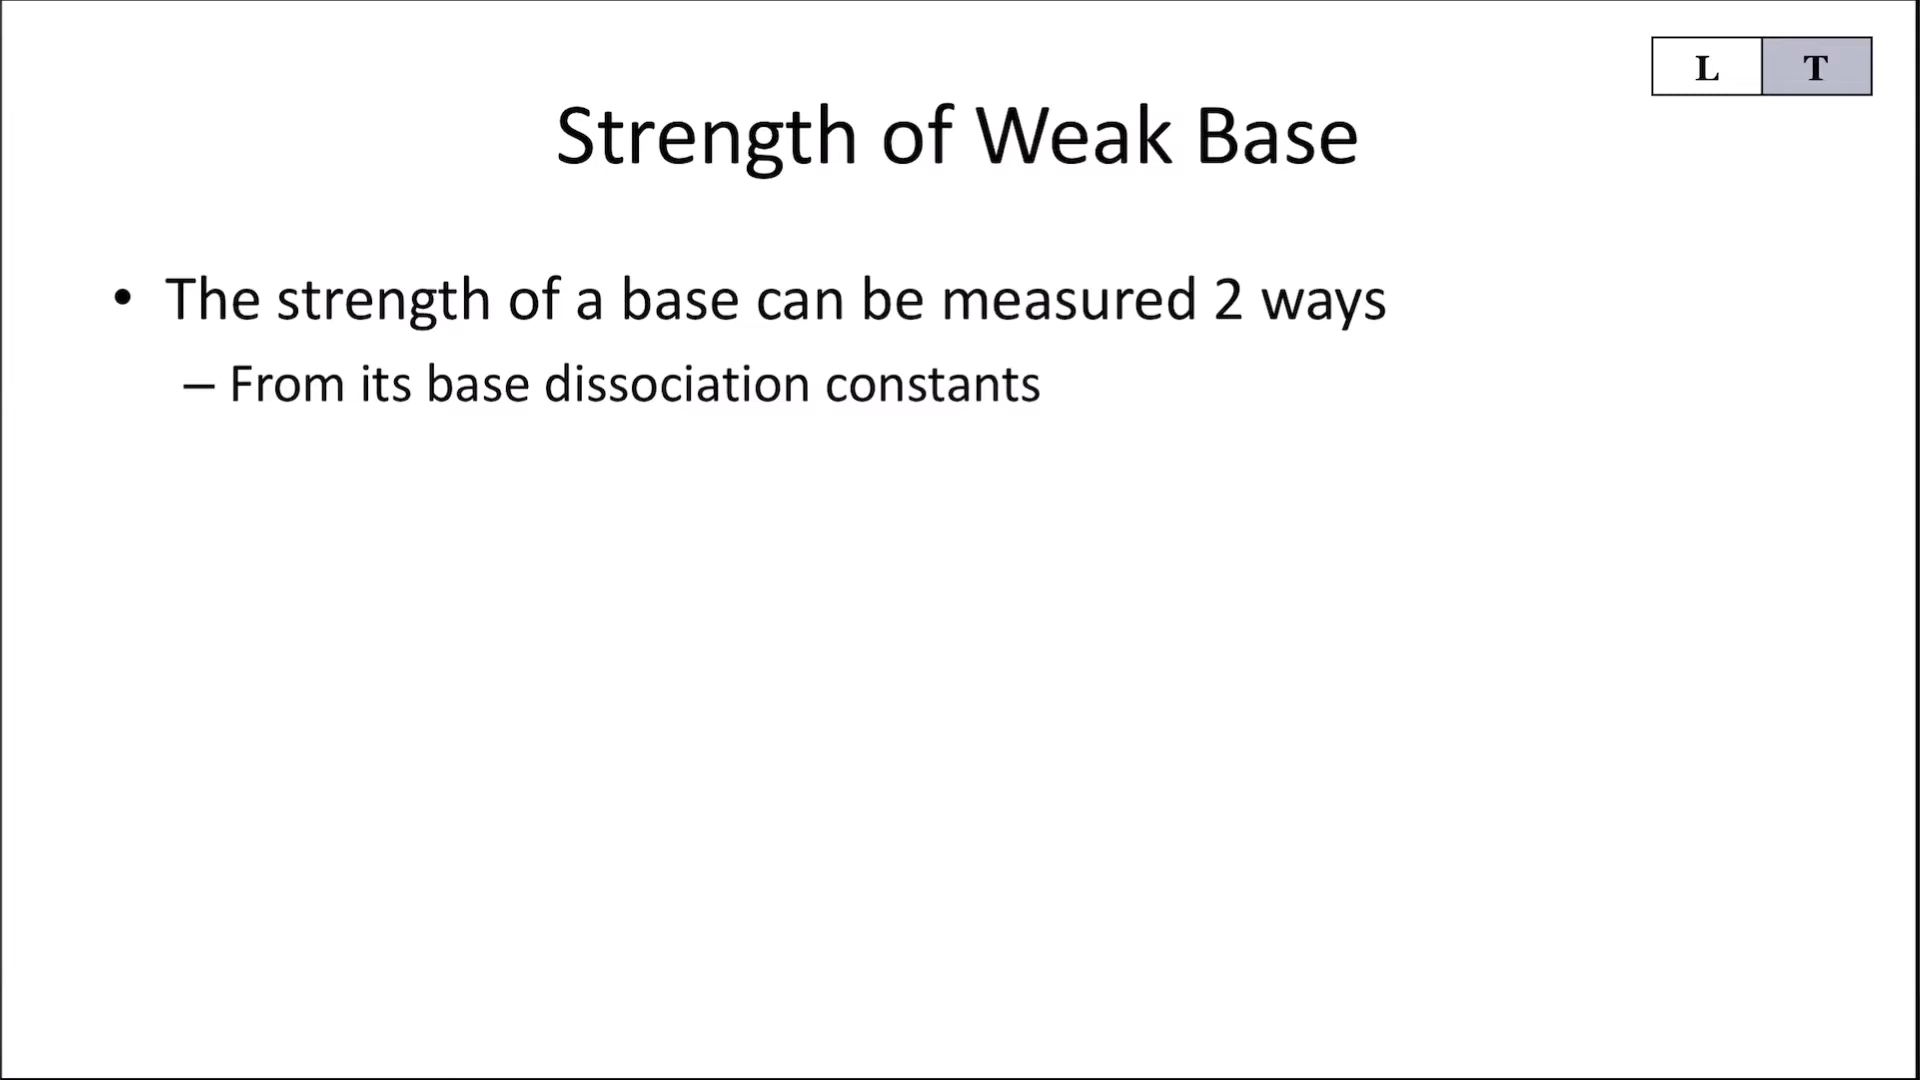 L T
Strength of Weak Base
• The strength of a base can be measured 2 ways
– From its base dissociation constants